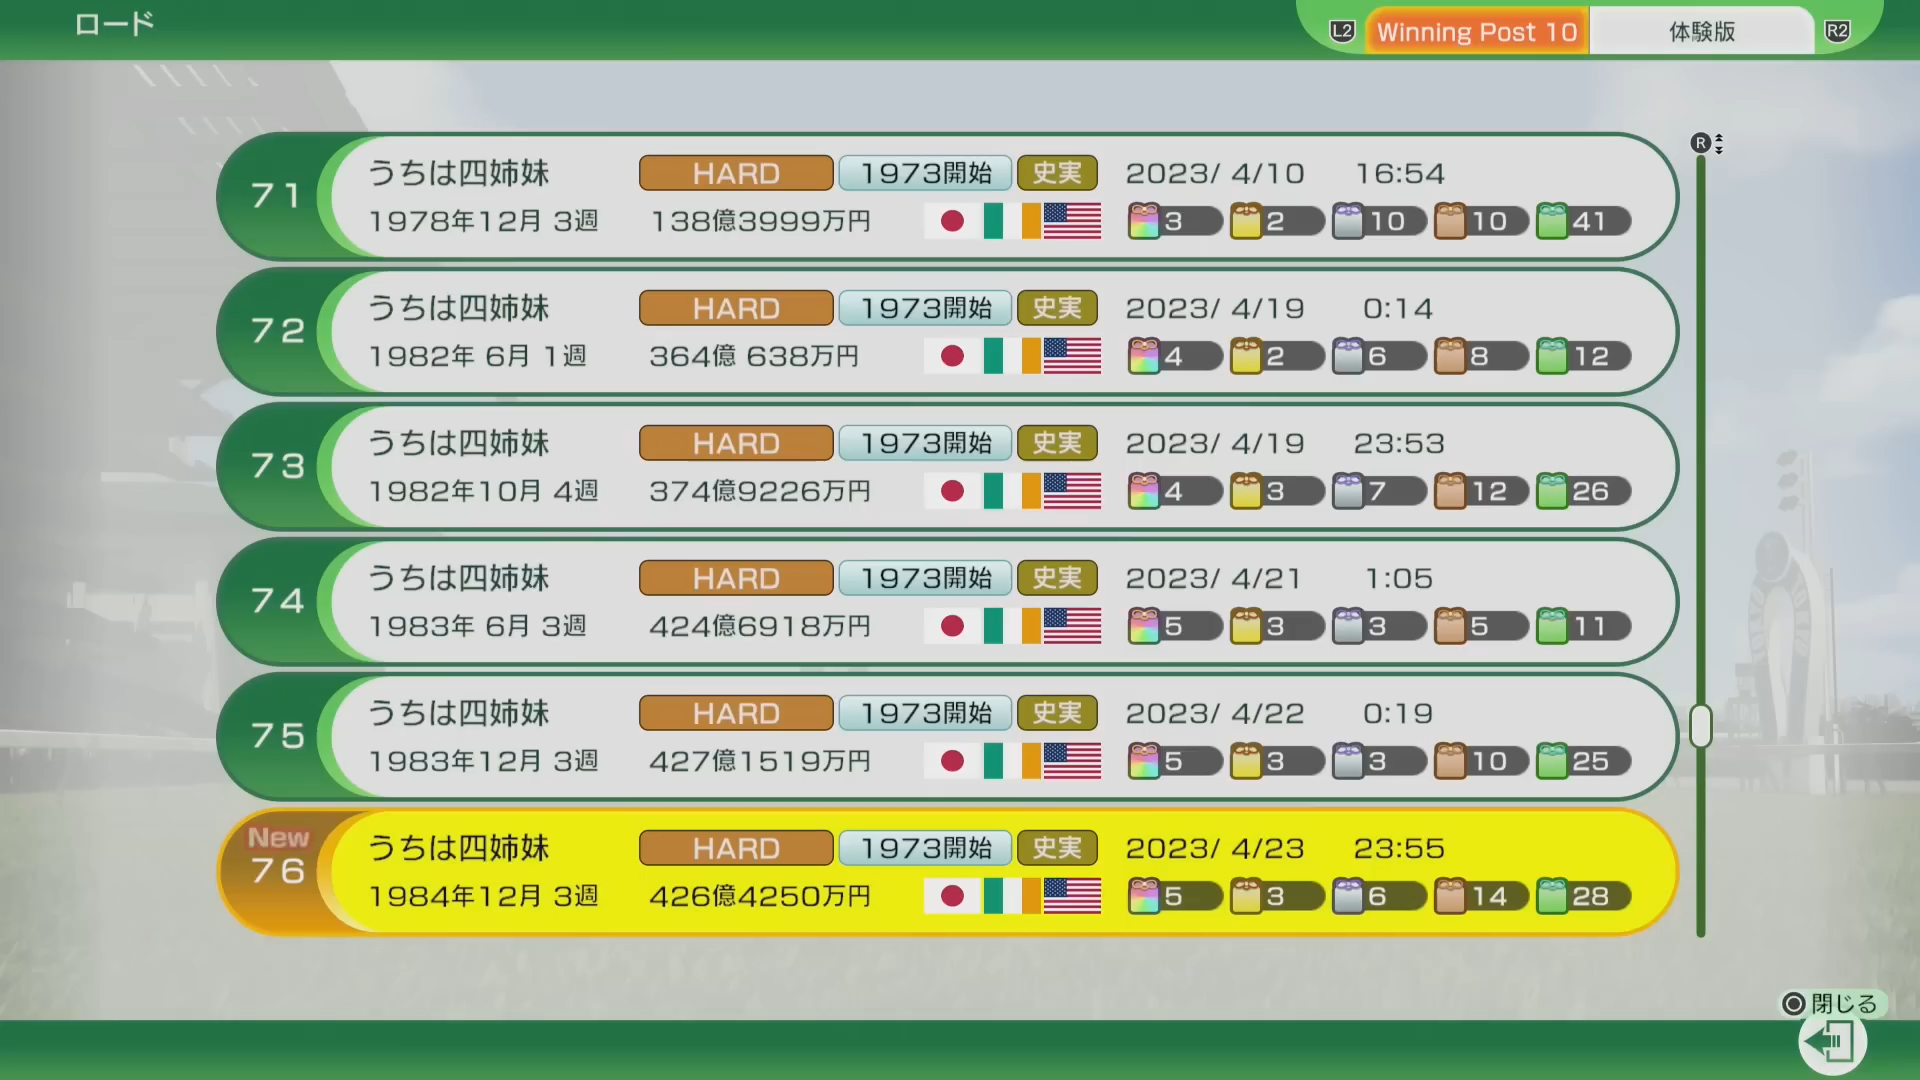 ロード
L2 Winning Post 10 体験版 R2
R
71 うちは四姉妹 HARD 1973開始 史実 2023/ 4/10 16:54
1978年12月 3週 138億3999万円 3 2 10 10 41
72 うちは四姉妹 HARD 1973開始 史実 2023/ 4/19 0:14
1982年 6月 1週 364億 638万円 4 2 6 8 12
73 うちは四姉妹 HARD 1973開始 史実 2023/ 4/19 23:53
1982年10月 4週 374億9226万円 4 3 7 12 26
74 うちは四姉妹 HARD 1973開始 史実 2023/ 4/21 1:05
1983年 6月 3週 424億6918万円 5 3 3 5 11
75 うちは四姉妹 HARD 1973開始 史実 2023/ 4/22 0:19
1983年12月 3週 427億1519万円 5 3 3 10 25
New
76 うちは四姉妹 HARD 1973開始 史実 2023/ 4/23 23:55
1984年12月 3週 426億4250万円 5 3 6 14 28
閉じる